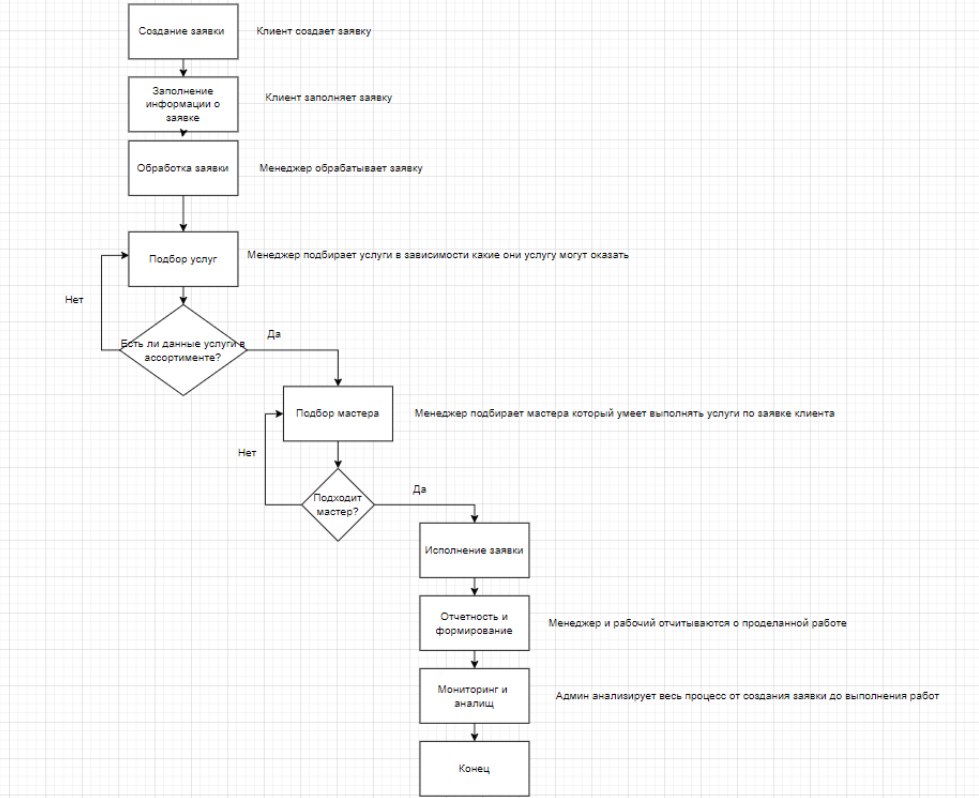 Создание заявки
Клиент создает заявку
Заполнение
информации о
заявке
Клиент заполняет заявку
Обработка заявки
Менеджер обрабатывает заявку
Подбор услуг
Менеджер подбирает услуги в зависимости какие они услугу могут оказать
Нет
Да
Есть ли данные услуги в
ассортименте?
Подбор мастера
Менеджер подбирает мастера который умеет выполнять услуги по заявке клиента
Нет
Да
Подходит
мастер?
Исполнение заявки
Отчетность и
формирование
Менеджер и рабочий отчитываются о проделанной работе
Мониторинг и
аналищ
Админ анализирует весь процесс от создания заявки до выполнения работ
Конец